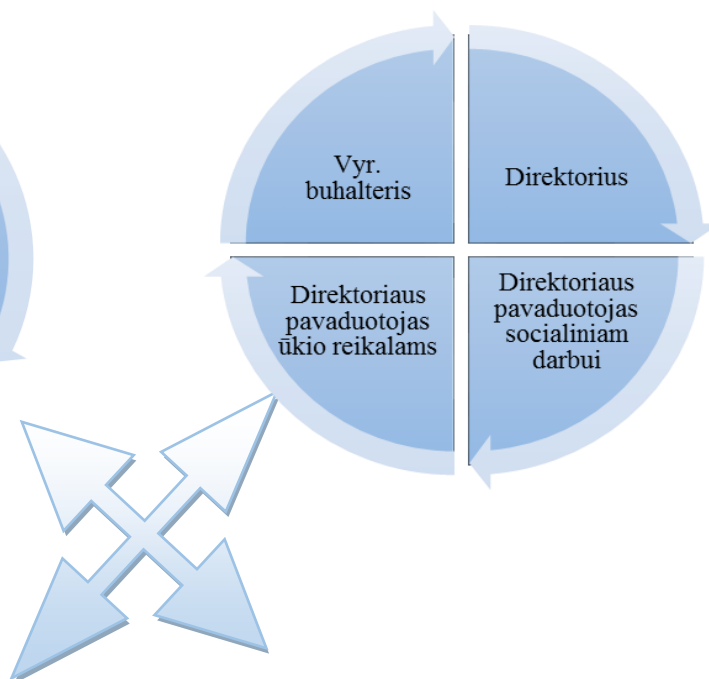 Vyr.
buhalteris
Direktorius
Direktoriaus
pavaduotojas
ūkio reikalams
Direktoriaus
pavaduotojas
socialiniam
darbui